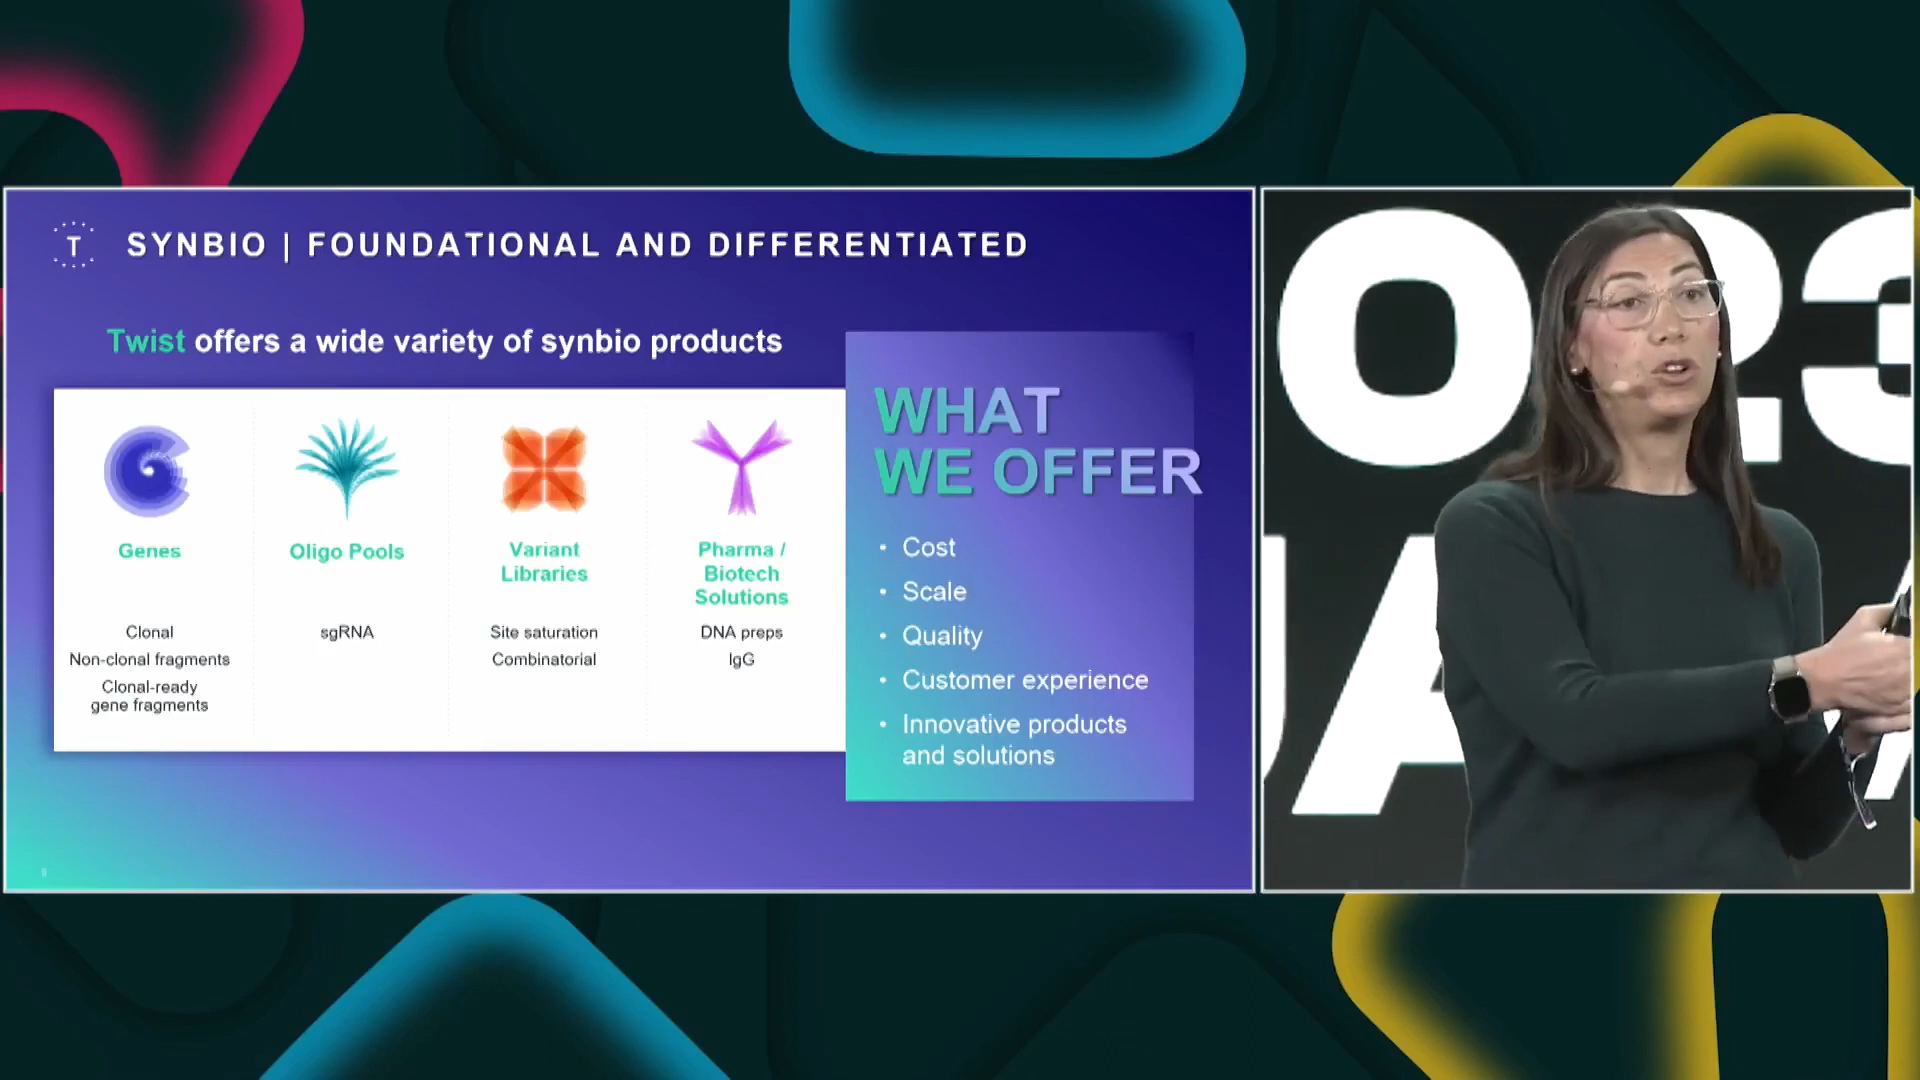 T
SYNBIO | FOUNDATIONAL AND DIFFERENTIATED
Twist offers a wide variety of synbio products
Genes
Clonal
Non-clonal fragments
Clonal-ready
gene fragments
Oligo Pools
sgRNA
Variant
Libraries
Site saturation
Combinatorial
Pharma /
Biotech
Solutions
DNA preps
IgG
WHAT
WE OFFER
• Cost
• Scale
• Quality
• Customer experience
• Innovative products
and solutions
023